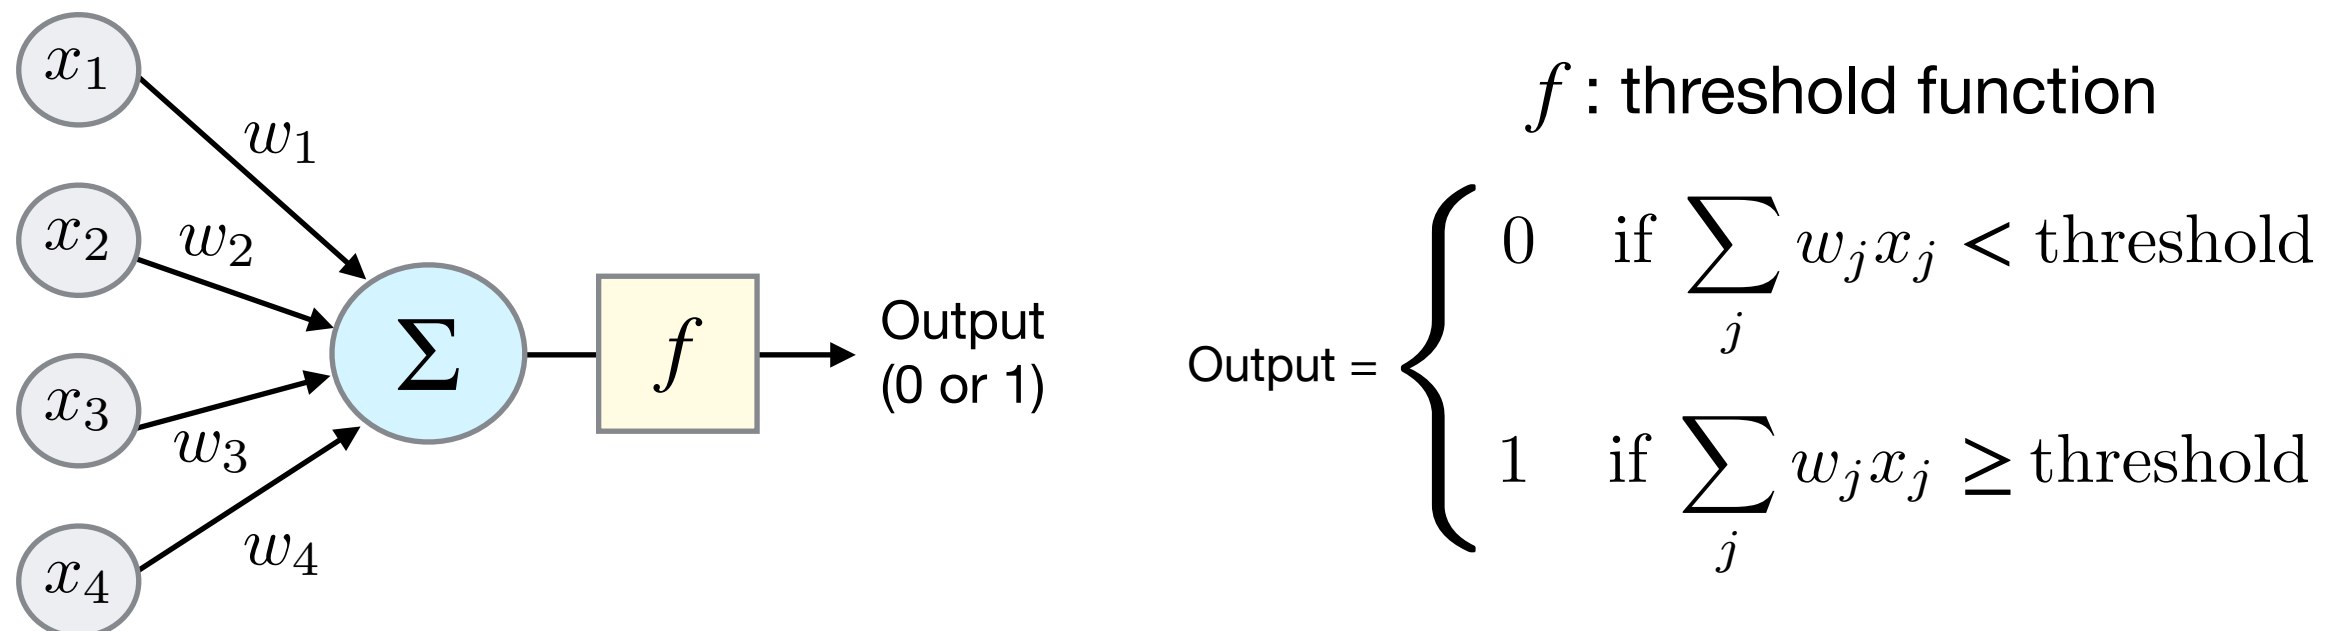 x₁
w₁
x₂
w₂
x₃
w₃
x₄
w₄
Σ
f
Output
(0 or 1)
f : threshold function
Output =
0 if ∑ⱼ wⱼxⱼ < threshold
1 if ∑ⱼ wⱼxⱼ ≥ threshold